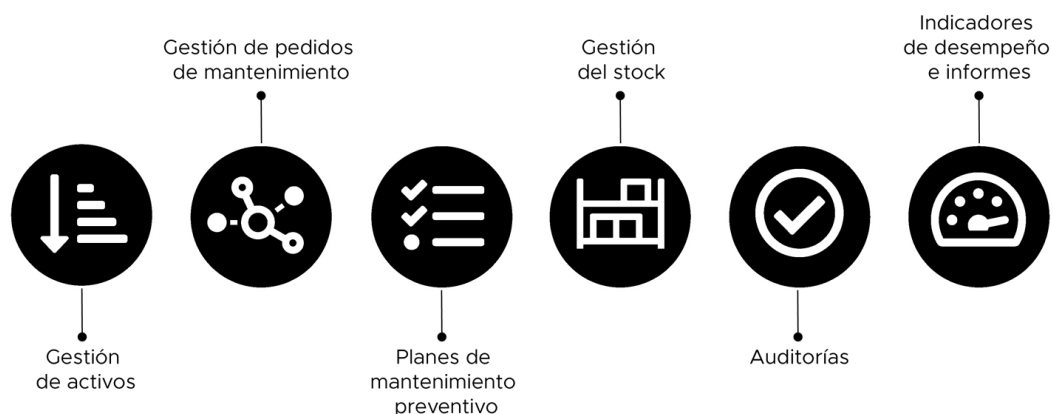 Gestión
de activos
Gestión de pedidos
de mantenimiento
Planes de
mantenimiento
preventivo
Gestión
del stock
Auditorías
Indicadores
de desempeño
e informes